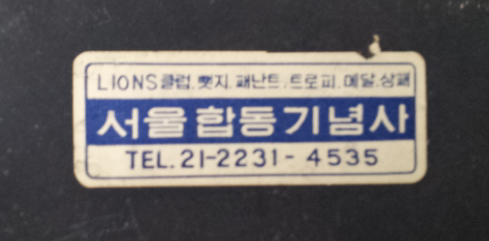 LIONS클럽. 뺏지. 패난트. 트로피. 메달. 상패
서울합동기념사
TEL. 21-2231- 4535